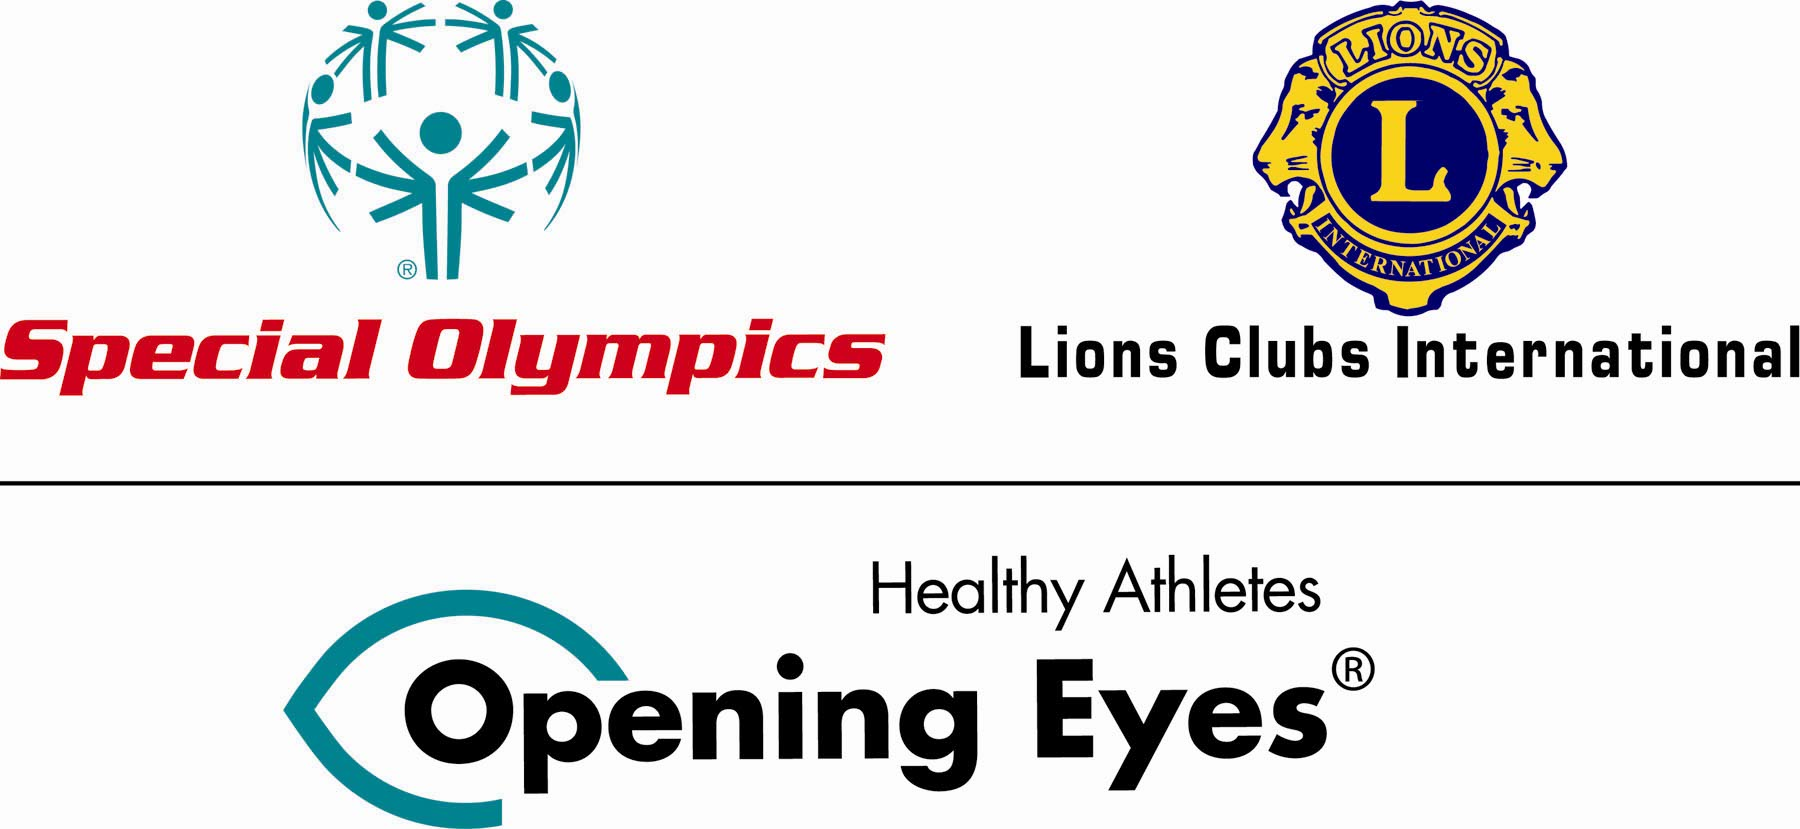 LIONS
L
INTERNATIONAL
®
Special Olympics
Lions Clubs International
Healthy Athletes
Opening Eyes®